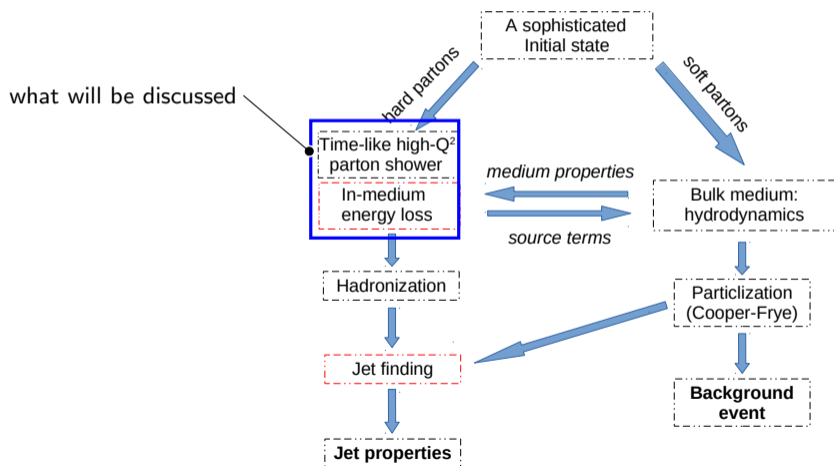 A sophisticated
Initial state
hard partons
soft partons
what will be discussed
Time-like high-Q²
parton shower
In-medium
energy loss
medium properties
source terms
Bulk medium:
hydrodynamics
Hadronization
Particlization
(Cooper-Frye)
Jet finding
Background
event
Jet properties